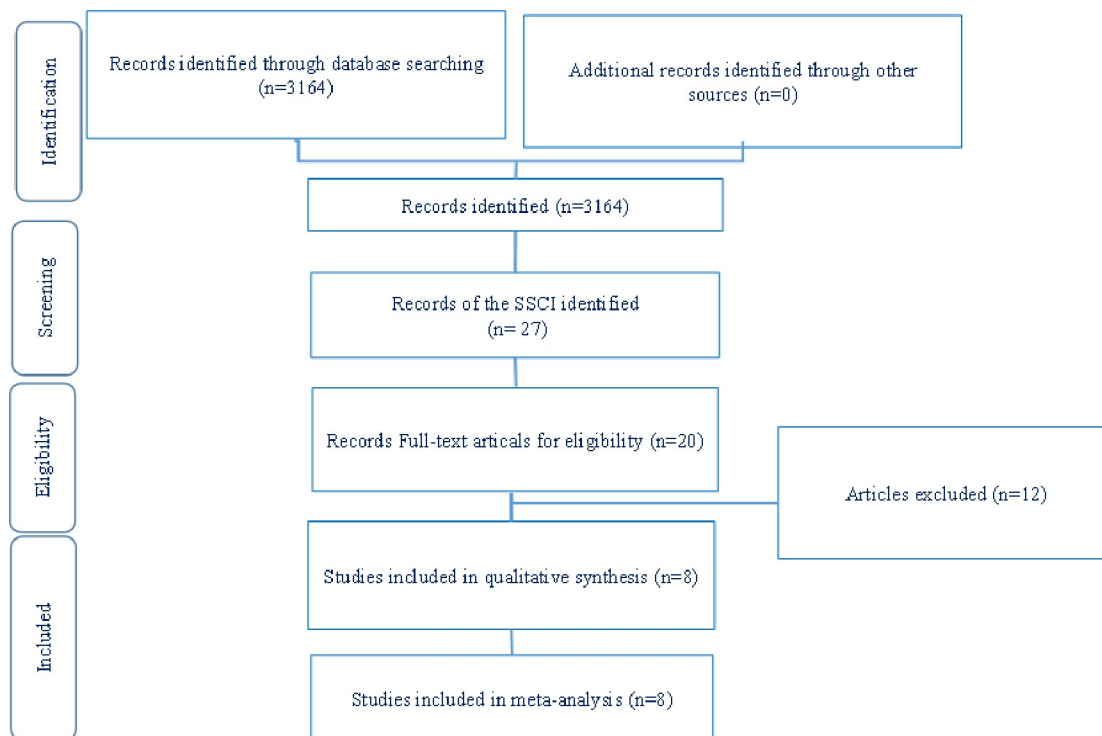 Identification
Records identified through database searching
(n=3164)
Additional records identified through other
sources (n=0)
Records identified (n=3164)
Screening
Records of the SSCI identified
(n= 27)
Eligibility
Records Full-text articals for eligibility (n=20)
Articles excluded (n=12)
Included
Studies included in qualitative synthesis (n=8)
Studies included in meta-analysis (n=8)